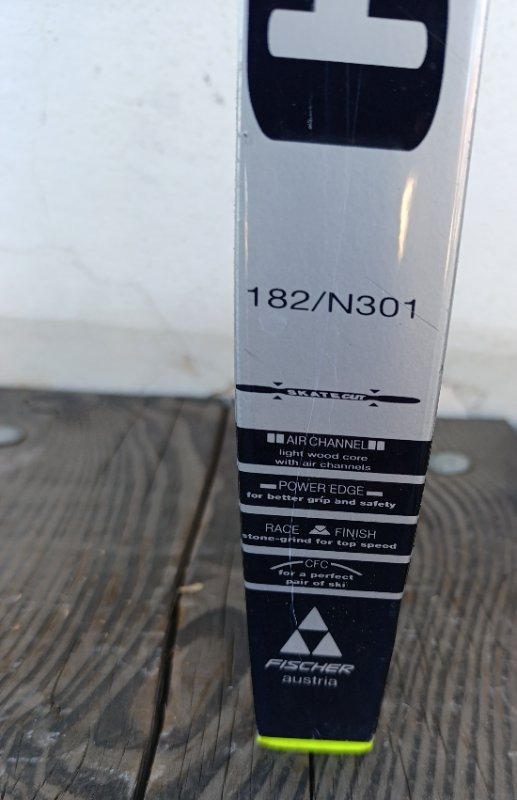 182/N301
SKATECUT
AIR CHANNEL
light wood core
with air channels
POWER EDGE
for better grip and safety
RACE FINISH
stone-grind for top speed
CFC
for a perfect
pair of ski
FISCHER
austria